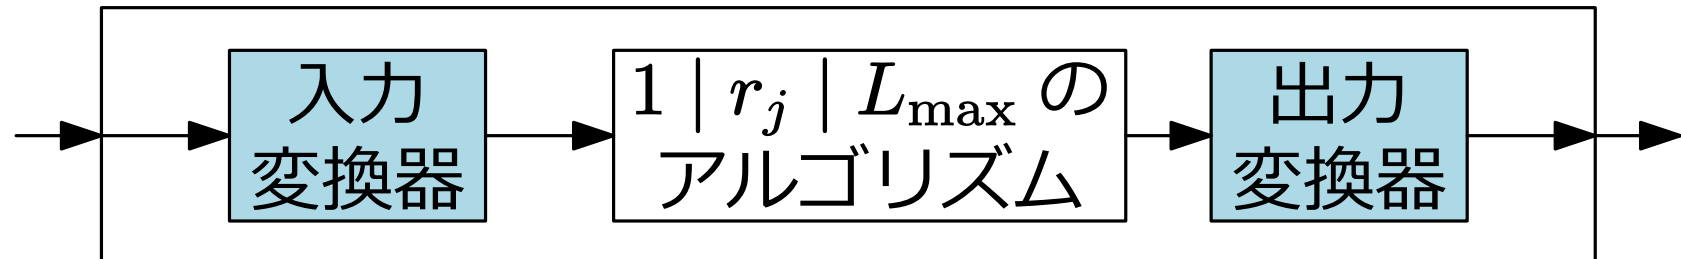 入力
変換器
1 | r_j | L_max の
アルゴリズム
出力
変換器